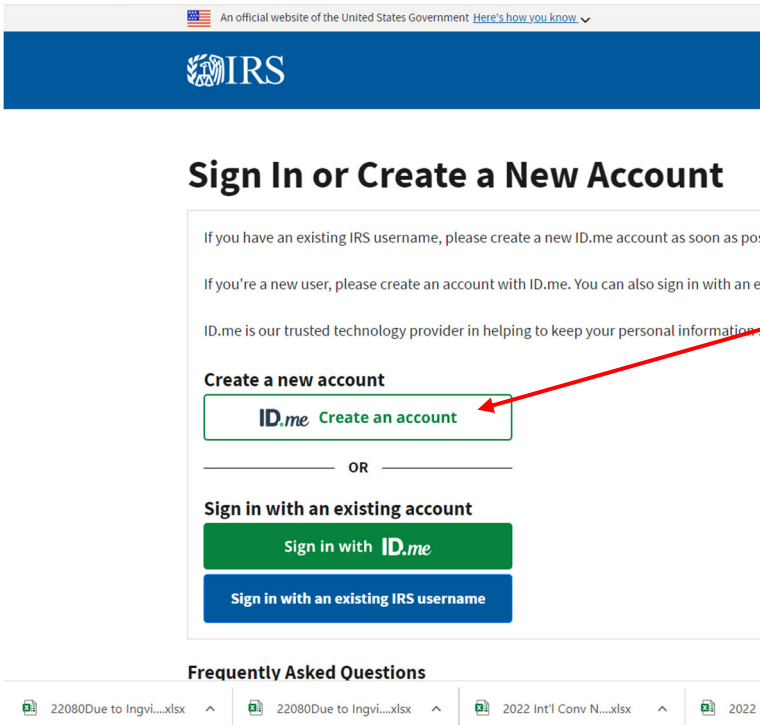 An official website of the United States Government Here's how you know
IRS
Sign In or Create a New Account
If you have an existing IRS username, please create a new ID.me account as soon as
If you're a new user, please create an account with ID.me. You can also sign in with an
ID.me is our trusted technology provider in helping to keep your personal information
Create a new account
ID.me Create an account
OR
Sign in with an existing account
Sign in with ID.me
Sign in with an existing IRS username
Frequently Asked Questions
22080Due to Ingvi....xlsx
22080Due to Ingvi....xlsx
2022 Int'l Conv N....xlsx
2022